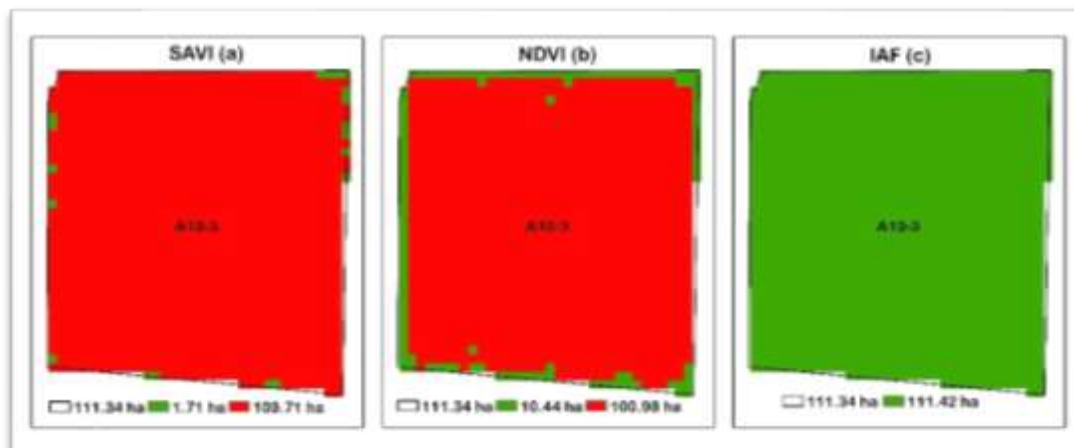 SAVI (a)
111.34 ha 1.71 ha 109.71 ha
NDVI (b)
111.34 ha 10.44 ha 100.98 ha
IAF (c)
111.34 ha 111.42 ha